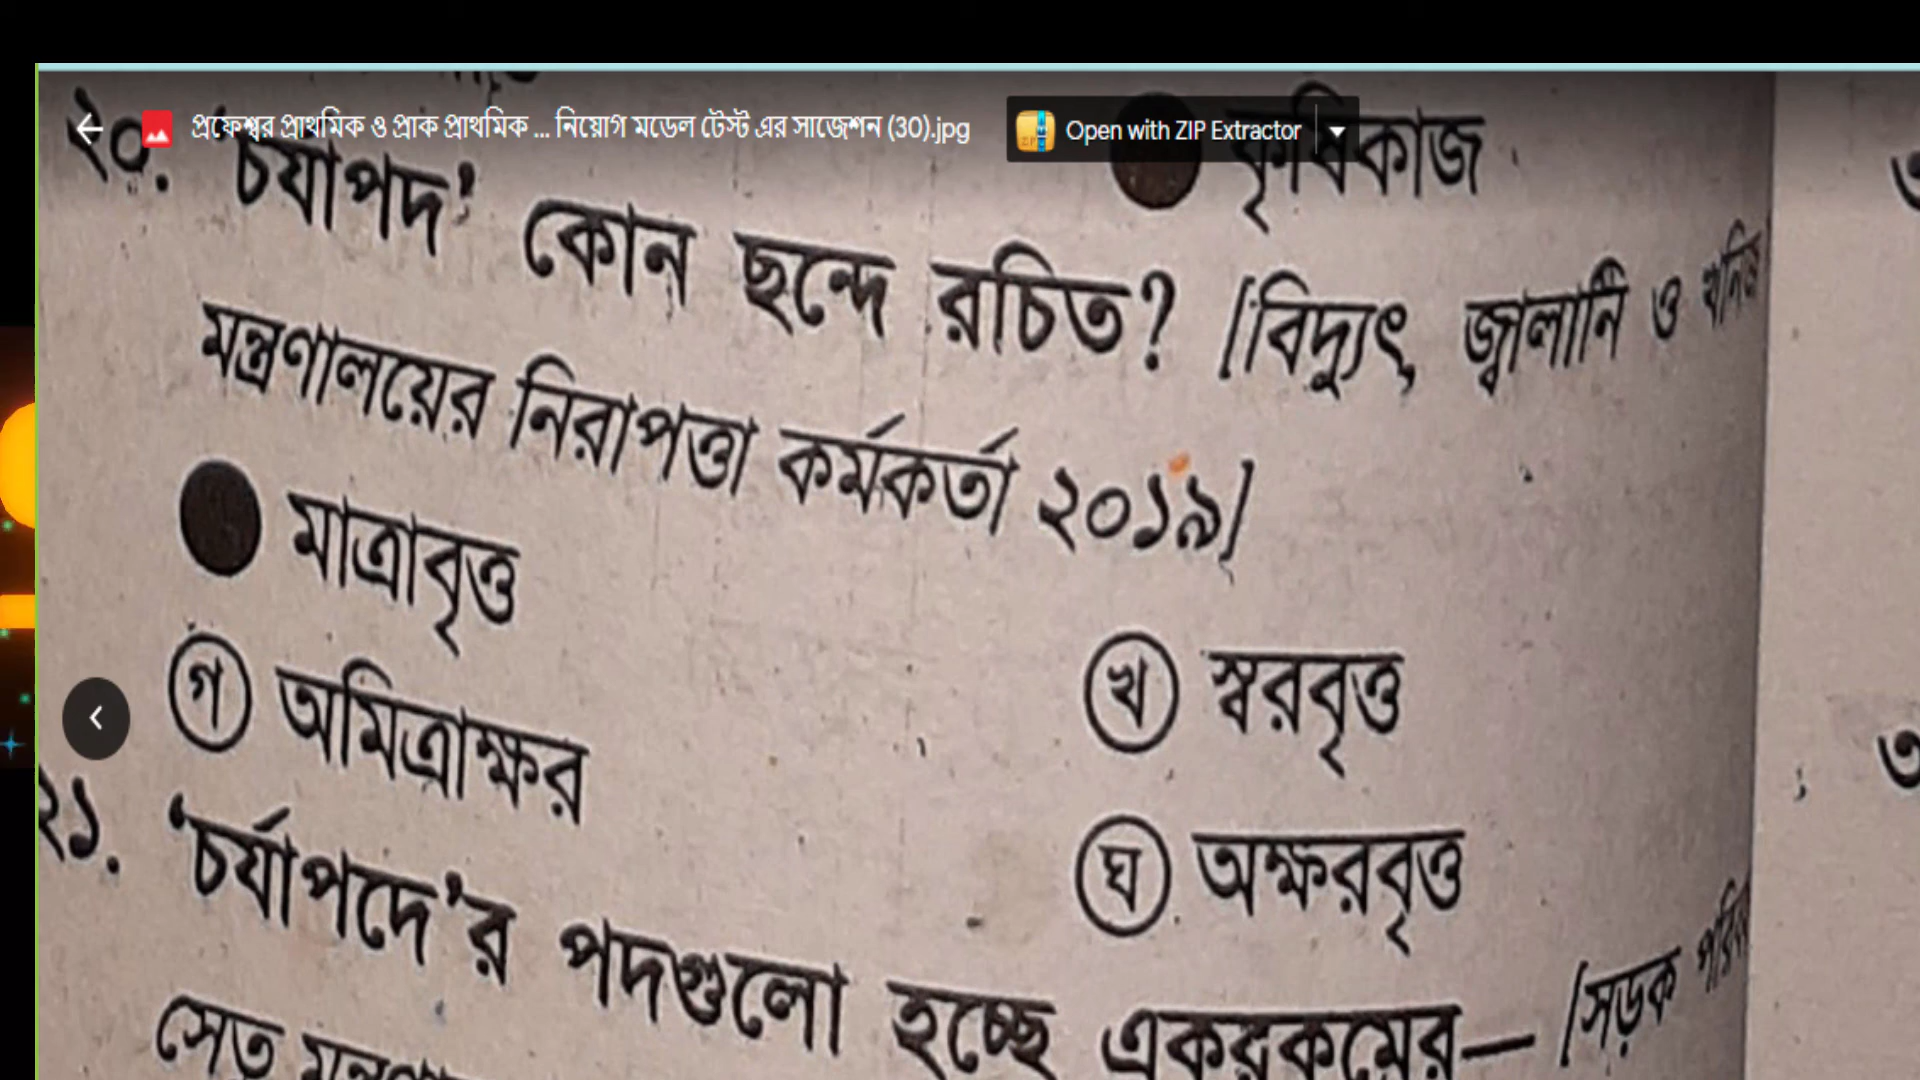 প্রফেশ্বর প্রাথমিক ও প্রাক প্রাথমিক ... নিয়োগ মডেল টেস্ট এর সাজেশন (30).jpg
Open with ZIP Extractor
কৃষিকাজ
২০. 'চর্যাপদ' কোন ছন্দে রচিত? [বিদ্যুৎ, জ্বালানি ও খনিজ
মন্ত্রণালয়ের নিরাপত্তা কর্মকর্তা ২০১৯]
মাত্রাবৃত্ত
খ স্বরবৃত্ত
গ অমিত্রাক্ষর
ঘ অক্ষরবৃত্ত
২১. 'চর্যাপদে'র পদগুলো হচ্ছে একরকমের— [সড়ক
সেতু